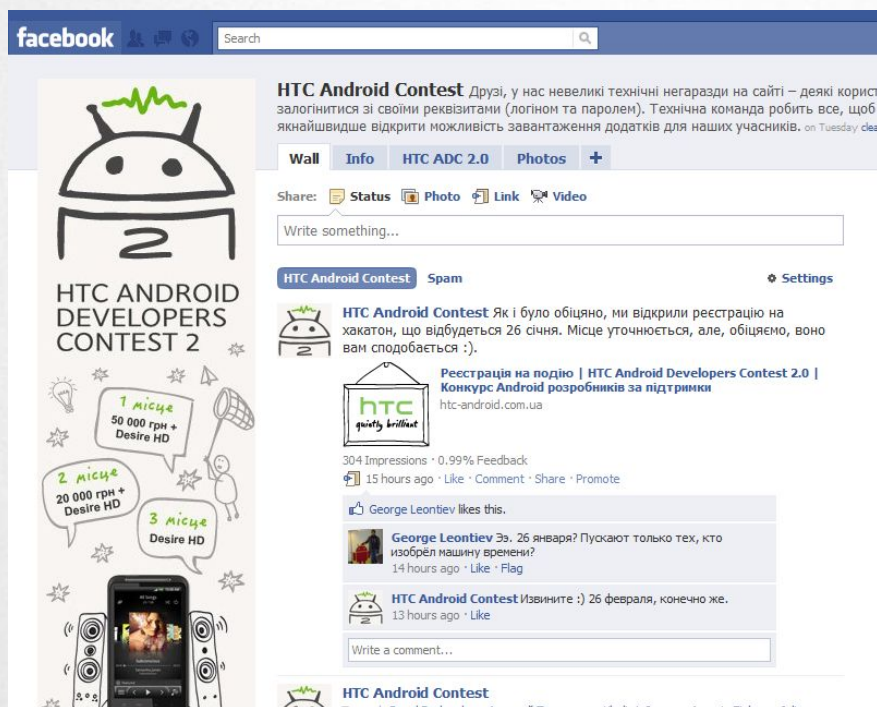 facebook
Search
HTC Android Contest Друзі, у нас невеликі технічні негаразди на сайті – деякі корист
залогінитися зі своїми реквізитами (логіном та паролем). Технічна команда робить все, щоб
якнайшвидше відкрити можливість завантаження додатків для наших учасників. on Tuesday clea
Wall Info HTC ADC 2.0 Photos +
Share: Status Photo Link Video
Write something...
HTC Android Contest Spam Settings
2
HTC ANDROID
DEVELOPERS
CONTEST 2
1 місце
50 000 грн +
Desire HD
2 місце
20 000 грн +
Desire HD
3 місце
Desire HD
HTC Android Contest Як і було обіцяно, ми відкрили реєстрацію на
хакатон, що відбудеться 26 січня. Місце уточнюється, але, обіцяємо, воно
вам сподобається :).
2
hTC
quietly brilliant
Реєстрація на подію | HTC Android Developers Contest 2.0 |
Конкурс Android розробників за підтримки
htc-android.com.ua
304 Impressions · 0.99% Feedback
15 hours ago · Like · Comment · Share · Promote
George Leontiev likes this.
George Leontiev Ээ. 26 января? Пускают только тех, кто
изобрёл машину времени?
14 hours ago · Like · Flag
HTC Android Contest Извините :) 26 февраля, конечно же.
13 hours ago · Like
2
Write a comment...
HTC Android Contest